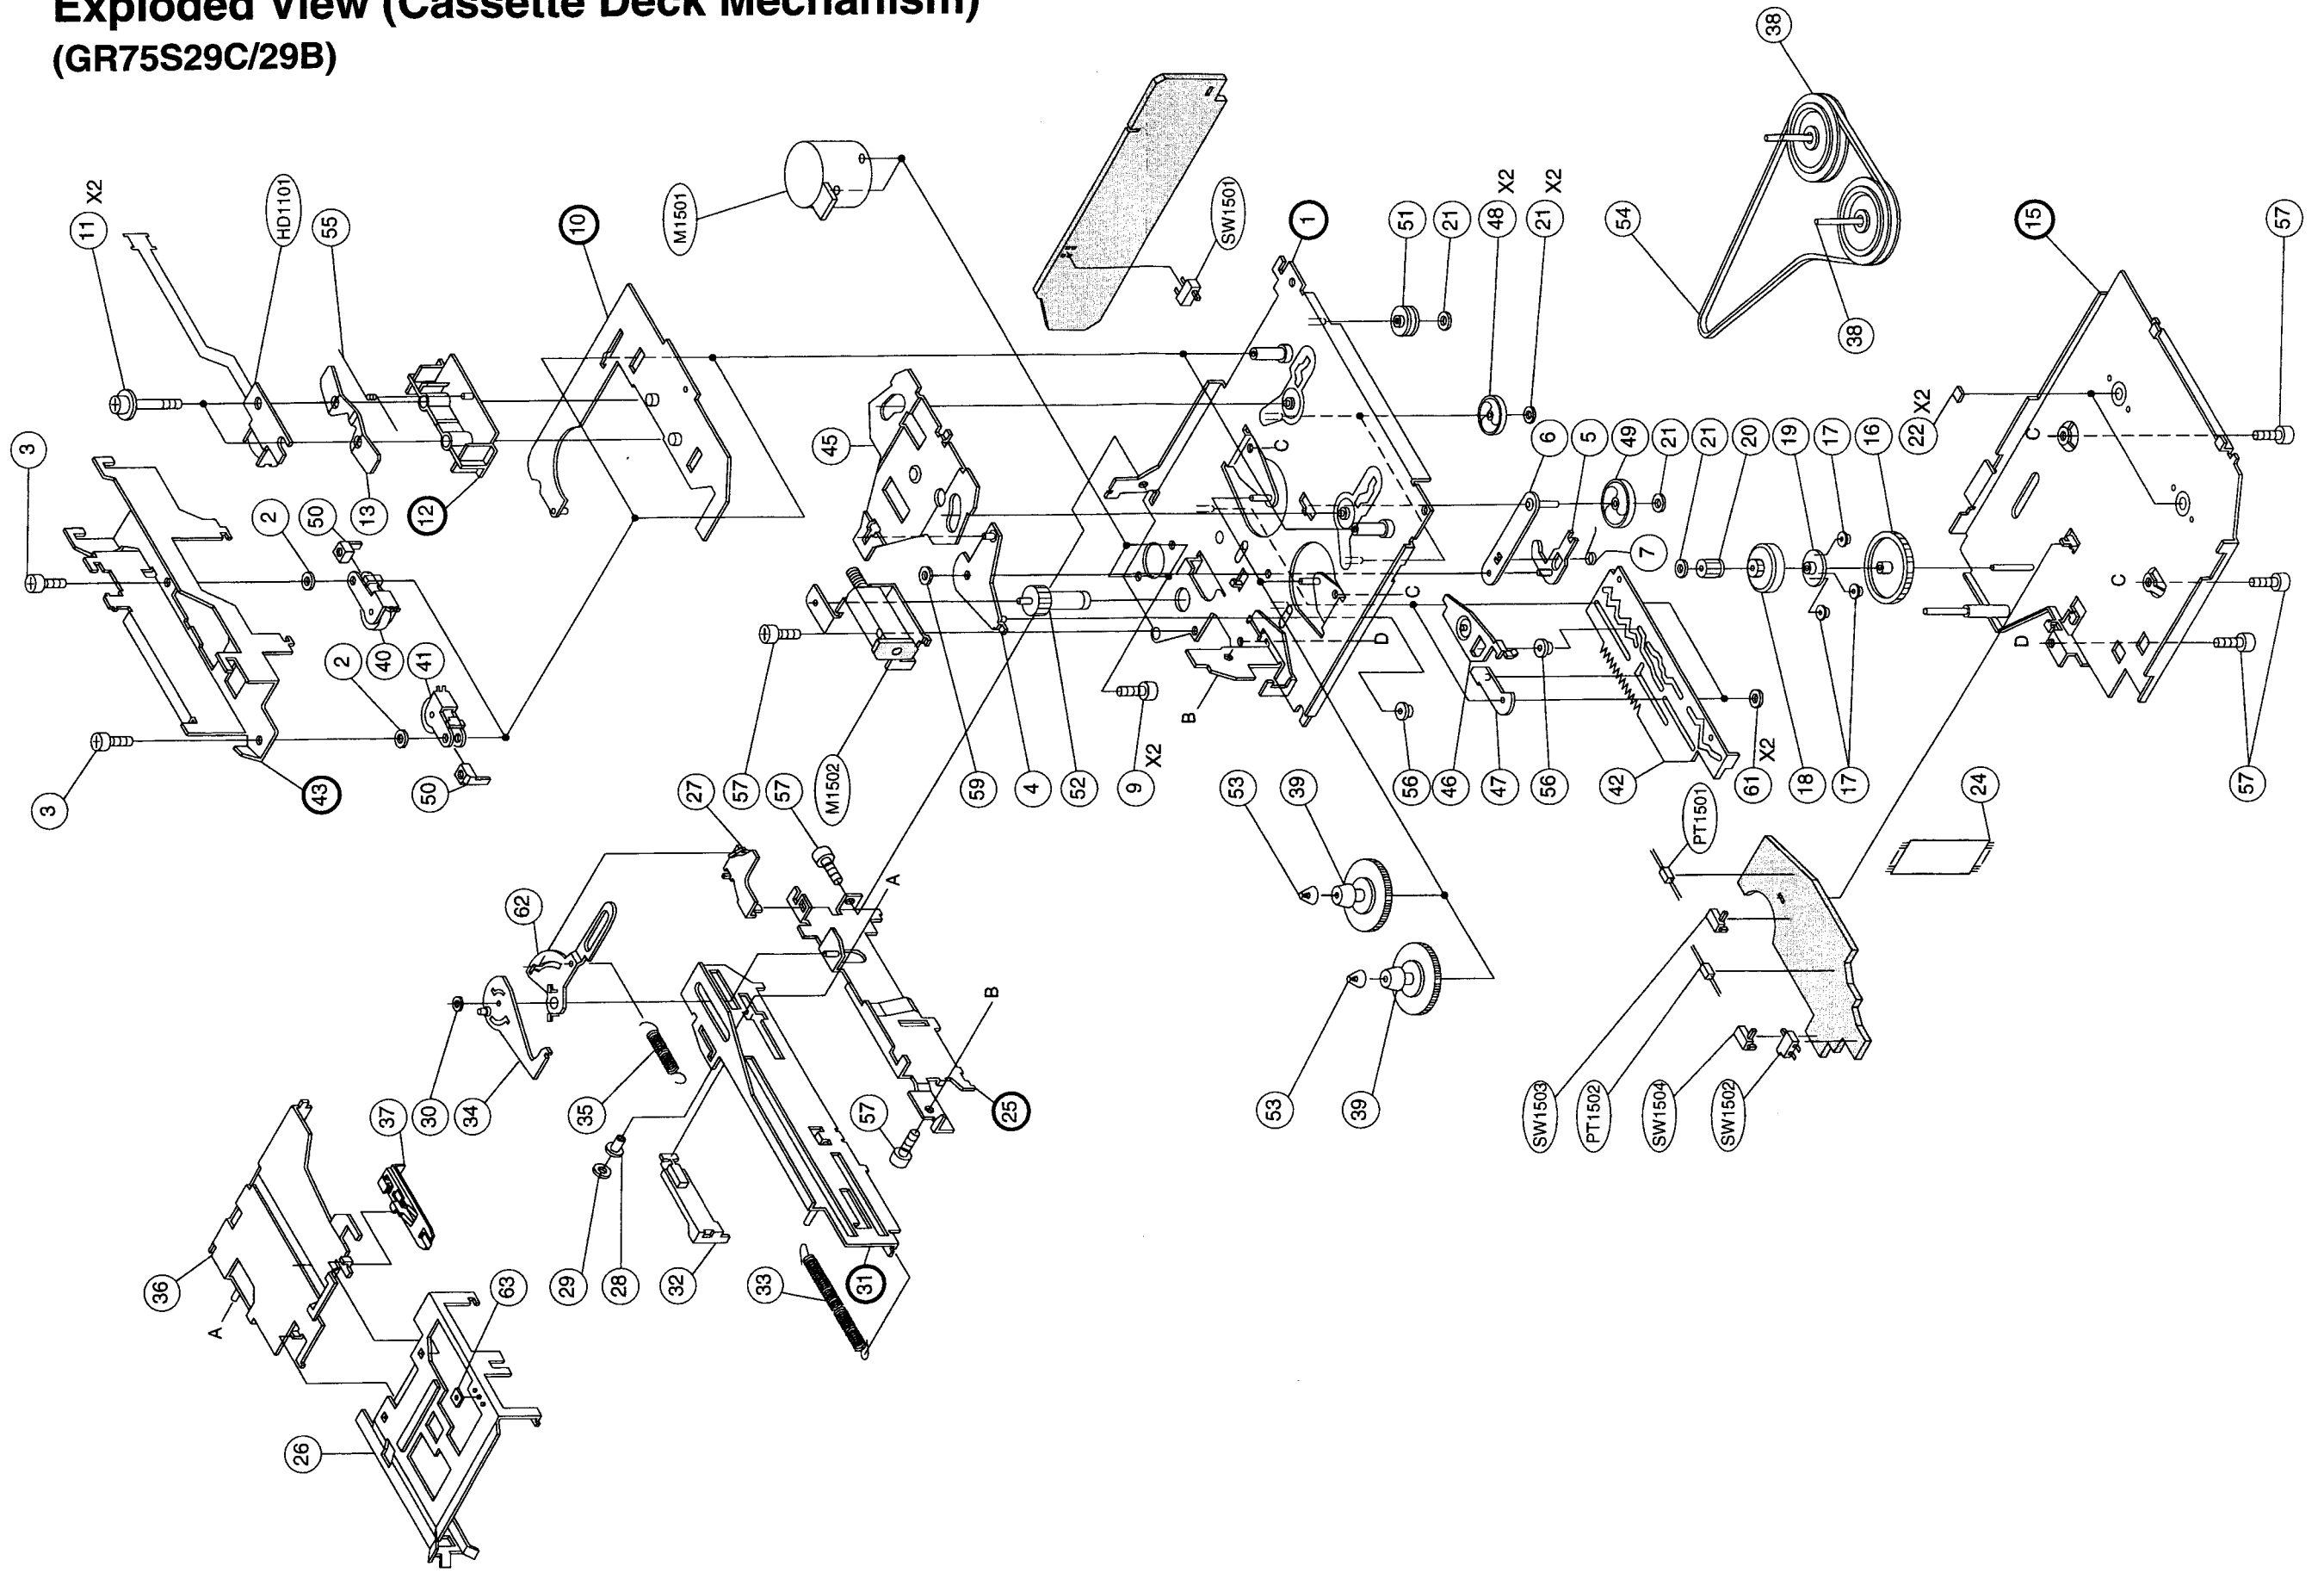 Exploded View (Cassette Deck Mechanism)
(GR75S29C/29B)
38
11 X2
HD1101
55
10
M1501
SW1501
1
51
21
48 X2
21 X2
54
15
57
3
2
50
13
12
45
C
6
5
49
21
21
20
19
17
16
22 X2
C
38
7
3
43
2
40
41
50
57
M1502
59
4
52
9 X2
B
D
C
56
46
47
56
42
61 X2
18
17
PT1501
24
D
C
57
27
57
A
53
39
62
30
34
35
B
25
57
53
39
SW1503
PT1502
SW1504
SW1502
37
36
A
63
29
28
32
33
31
26